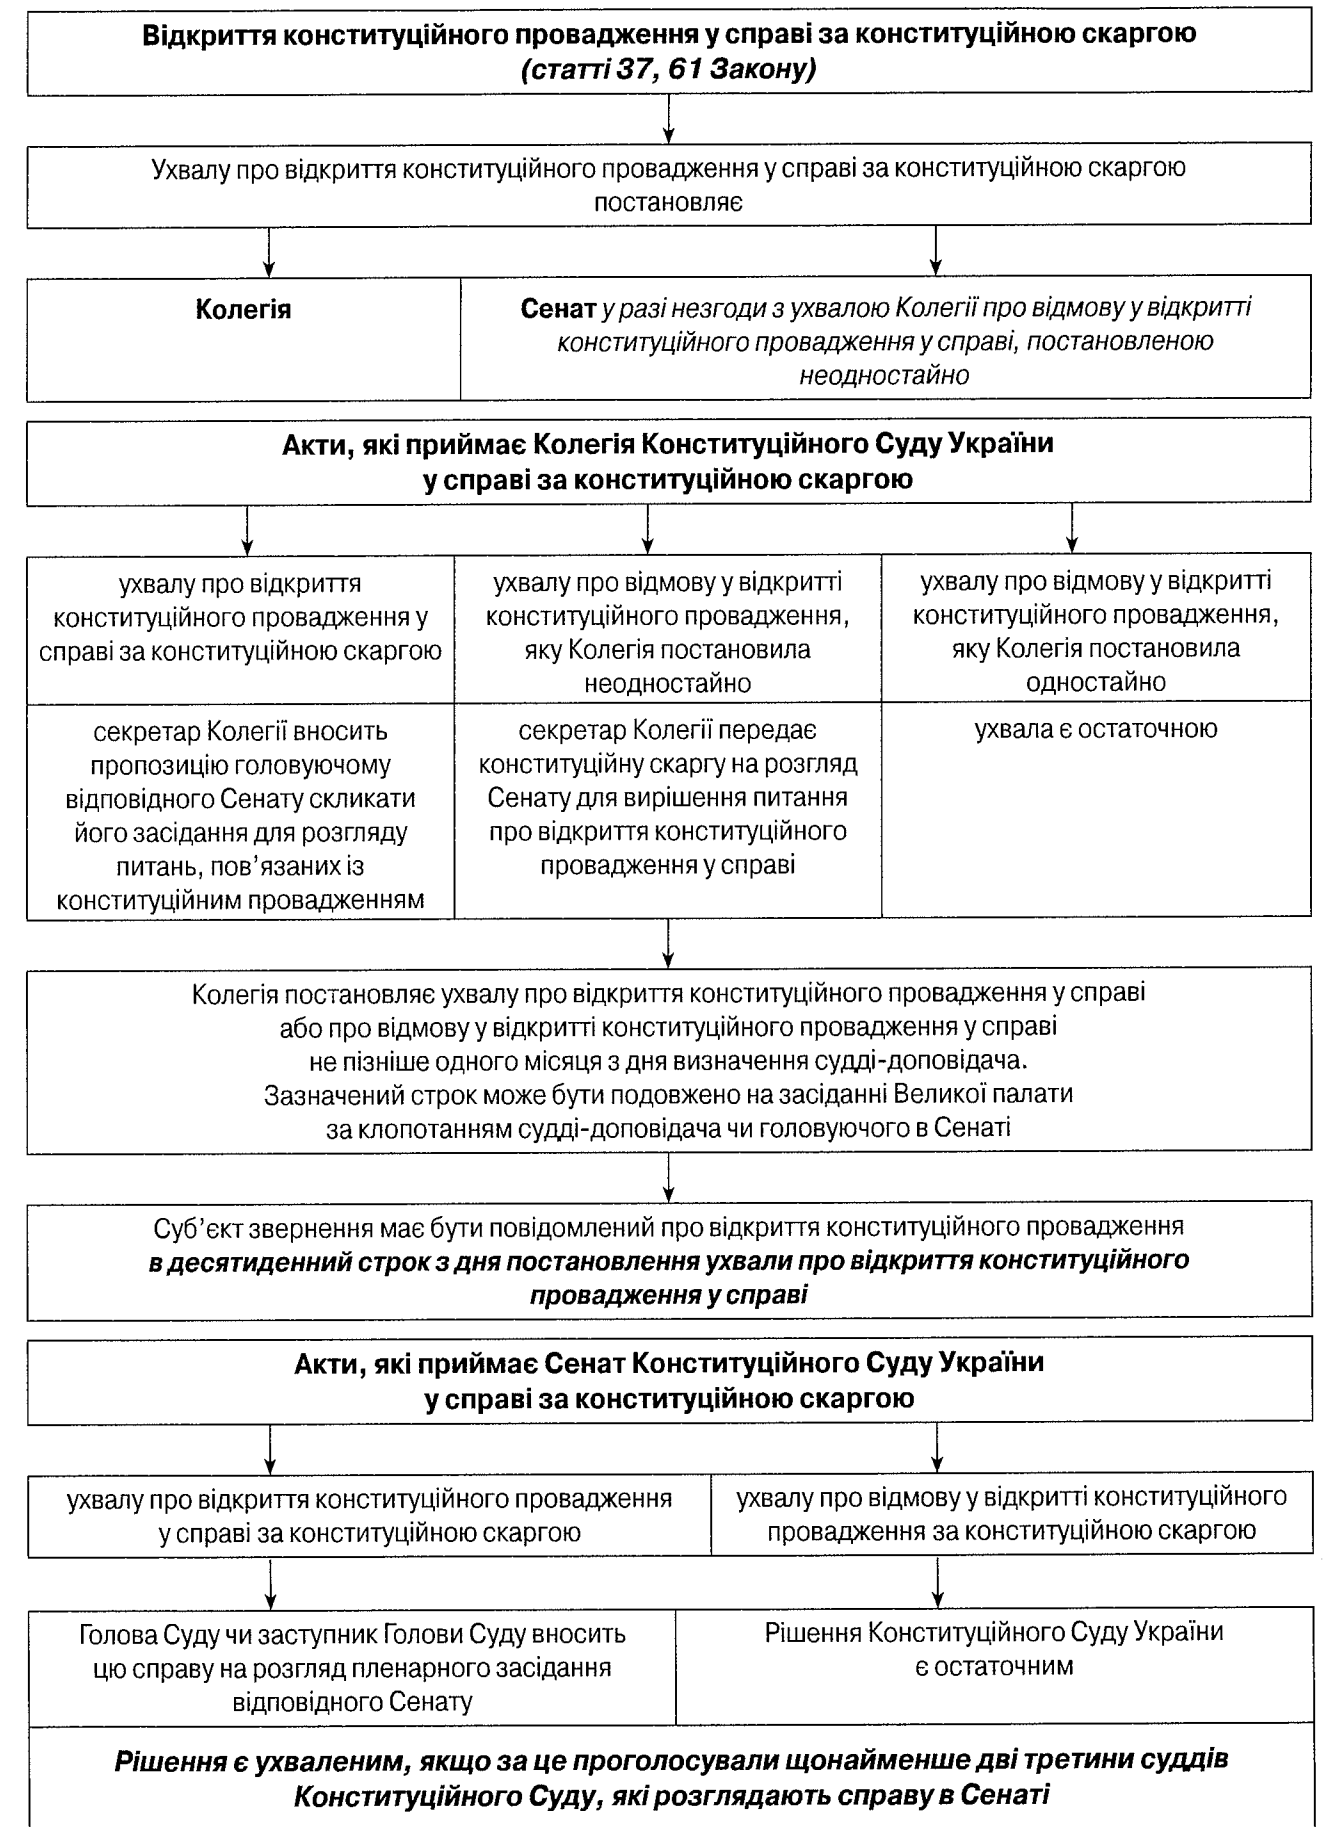 Відкриття конституційного провадження у справі за конституційною скаргою
(статті 37, 61 Закону)
Ухвалу про відкриття конституційного провадження у справі за конституційною скаргою
постановляє
Колегія
Сенат у разі незгоди з ухвалою Колегії про відмову у відкритті
конституційного провадження у справі, постановленою
неодностайно
Акти, які приймає Колегія Конституційного Суду України
у справі за конституційною скаргою
ухвалу про відкриття
конституційного провадження у
справі за конституційною скаргою
ухвалу про відмову у відкритті
конституційного провадження,
яку Колегія постановила
неодностайно
ухвалу про відмову у відкритті
конституційного провадження,
яку Колегія постановила
одностайно
секретар Колегії вносить
пропозицію головуючому
відповідного Сенату скликати
його засідання для розгляду
питань, пов’язаних із
конституційним провадженням
секретар Колегії передає
конституційну скаргу на розгляд
Сенату для вирішення питання
про відкриття конституційного
провадження у справі
ухвала є остаточною
Колегія постановляє ухвалу про відкриття конституційного провадження у справі
або про відмову у відкритті конституційного провадження у справі
не пізніше одного місяця з дня визначення судді-доповідача.
Зазначений строк може бути подовжено на засіданні Великої палати
за клопотанням судді-доповідача чи головуючого в Сенаті
Суб’єкт звернення має бути повідомлений про відкриття конституційного провадження
в десятиденний строк з дня постановлення ухвали про відкриття конституційного
провадження у справі
Акти, які приймає Сенат Конституційного Суду України
у справі за конституційною скаргою
ухвалу про відкриття конституційного провадження
у справі за конституційною скаргою
ухвалу про відмову у відкритті конституційного
провадження за конституційною скаргою
Голова Суду чи заступник Голови Суду вносить
цю справу на розгляд пленарного засідання
відповідного Сенату
Рішення Конституційного Суду України
є остаточним
Рішення є ухваленим, якщо за це проголосували щонайменше дві третини суддів
Конституційного Суду, які розглядають справу в Сенаті